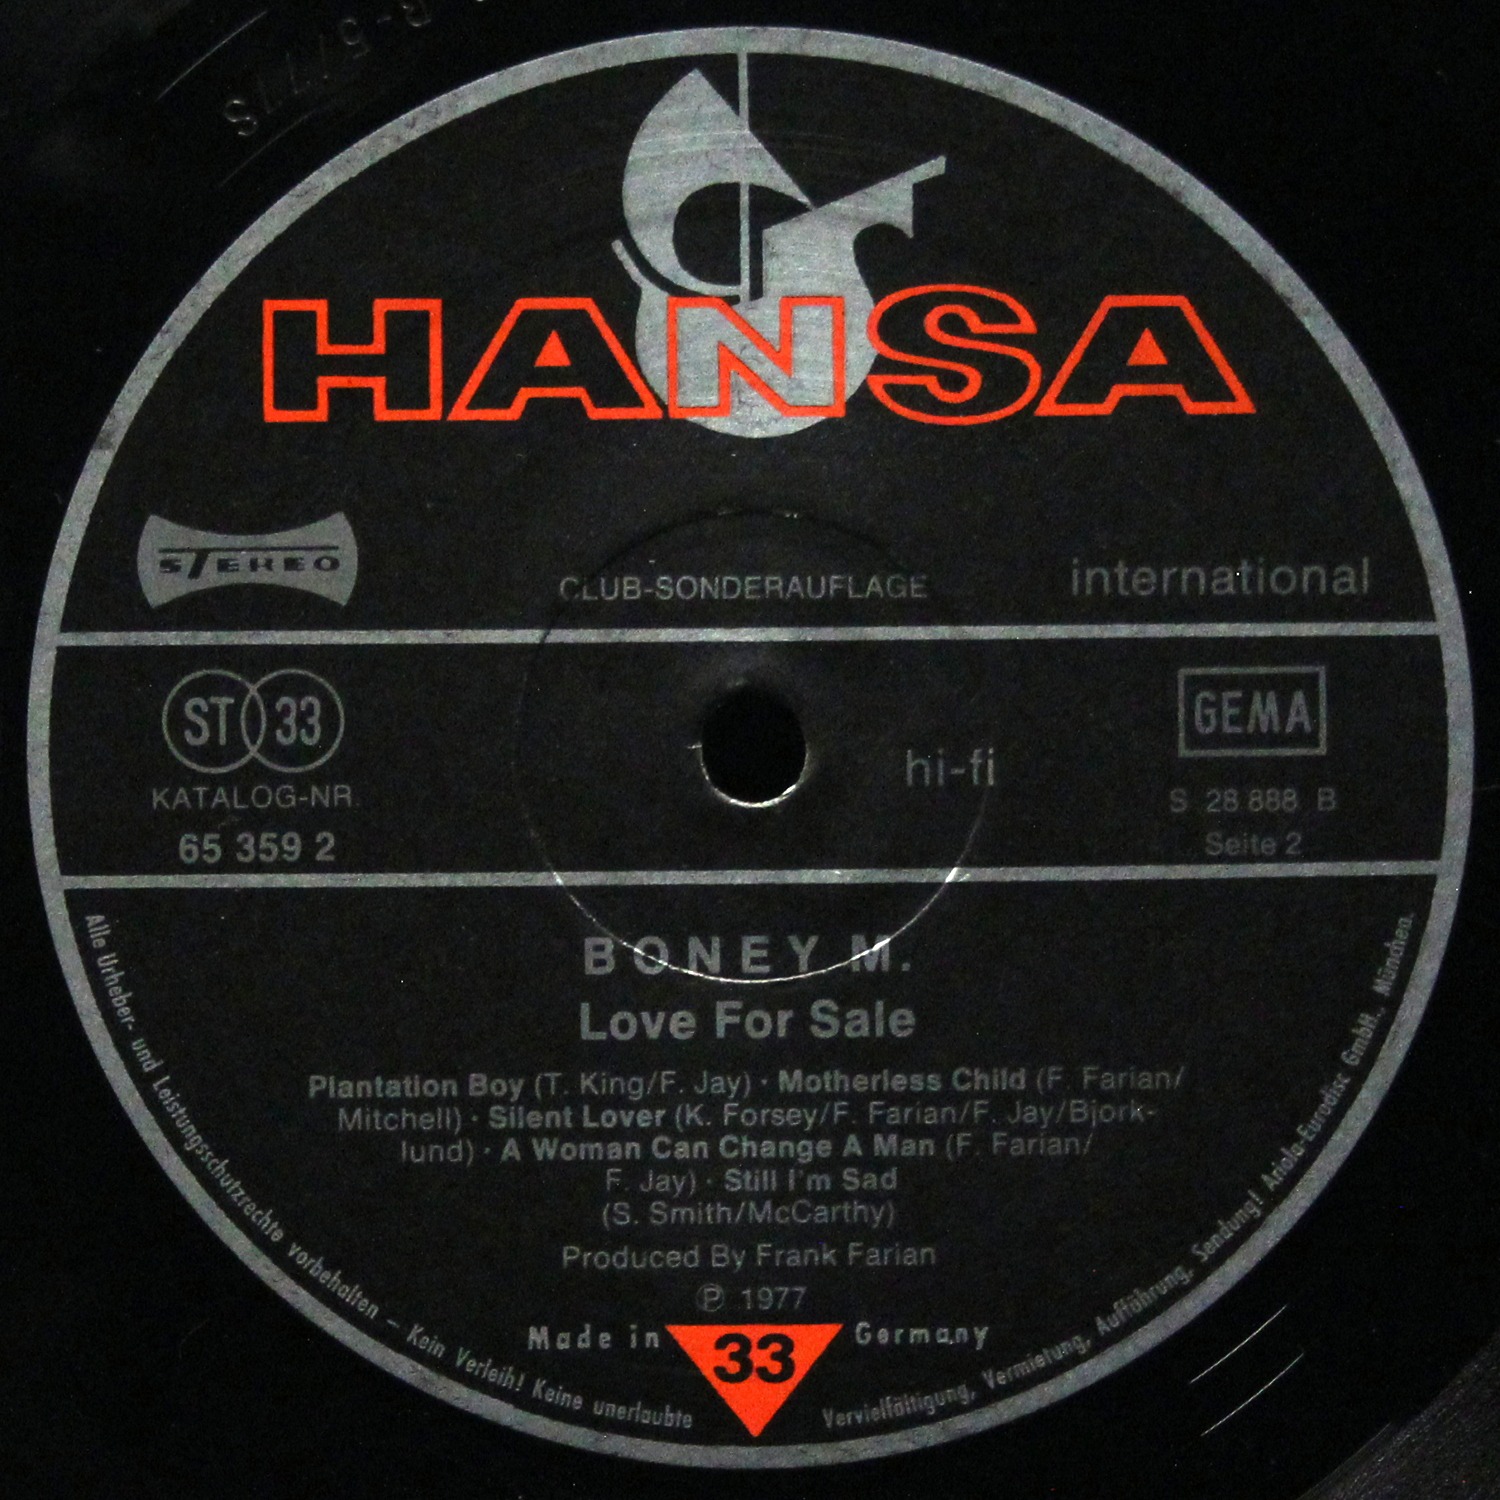 HANSA
STEREO
CLUB-SONDERAUFLAGE
international
ST 33
KATALOG-NR.
65 359 2
hi-fi
GEMA
S 28 888 B
Seite 2
BONEY M.
Love For Sale
Plantation Boy (T. King/F. Jay) · Motherless Child (F. Farian/
Mitchell) · Silent Lover (K. Forsey/F. Farian/F. Jay/Bjork-
lund) · A Woman Can Change A Man (F. Farian/
F. Jay) · Still I'm Sad
(S. Smith/McCarthy)
Produced By Frank Farian
Ⓟ 1977
Made in 33 Germany
Alle Urheber- und Leistungsschutzrechte vorbehalten – Kein Verleih! Keine unerlaubte Vervielfältigung, Vermietung, Aufführung, Sendung! Ariola-Eurodisc GmbH., München.